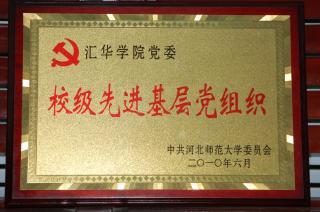 汇华学院党委
校级先进基层党组织
中共河北师范大学委员会
二〇一〇年六月